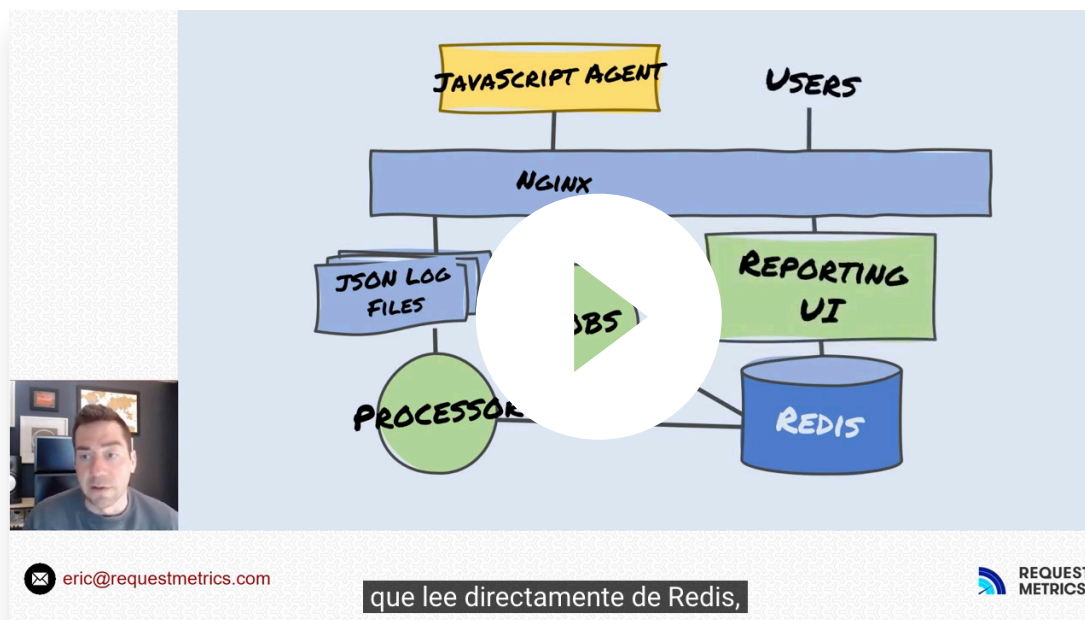 JAVASCRIPT AGENT
USERS
NGINX
JSON LOG
FILES
REPORTING
UI
PROCESSOR
REDIS
eric@requestmetrics.com
que lee directamente de Redis,
REQUEST
METRICS